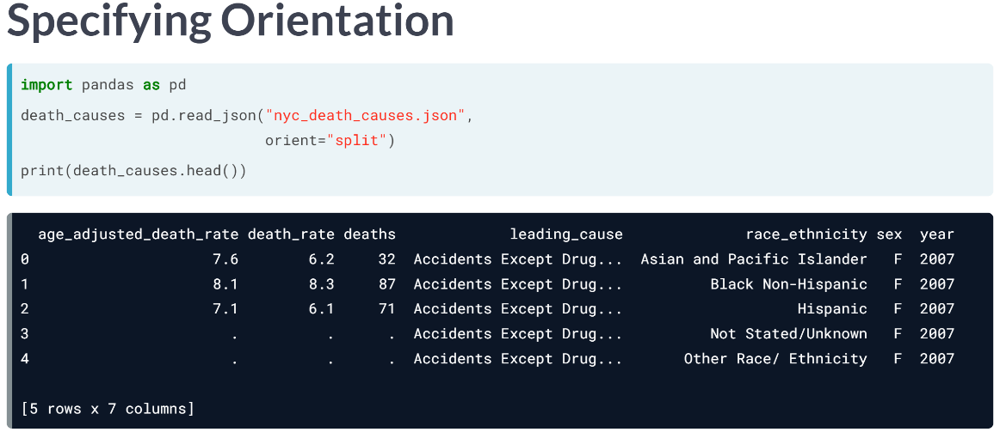 Specifying Orientation
import pandas as pd
death_causes = pd.read_json("nyc_death_causes.json",
orient="split")
print(death_causes.head())
age_adjusted_death_rate death_rate deaths leading_cause race_ethnicity sex year
0 7.6 6.2 32 Accidents Except Drug... Asian and Pacific Islander F 2007
1 8.1 8.3 87 Accidents Except Drug... Black Non-Hispanic F 2007
2 7.1 6.1 71 Accidents Except Drug... Hispanic F 2007
3 . . . Accidents Except Drug... Not Stated/Unknown F 2007
4 . . . Accidents Except Drug... Other Race/ Ethnicity F 2007
[5 rows x 7 columns]